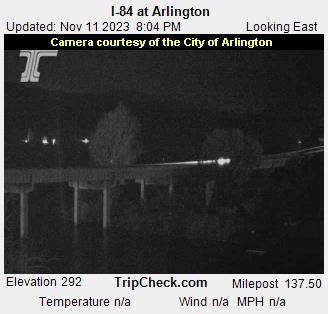 I-84 at Arlington
Updated: Nov 11 2023 8:04 PM Looking East
Camera courtesy of the City of Arlington
Elevation 292 TripCheck.com Milepost 137.50
Temperature n/a Wind n/a MPH n/a